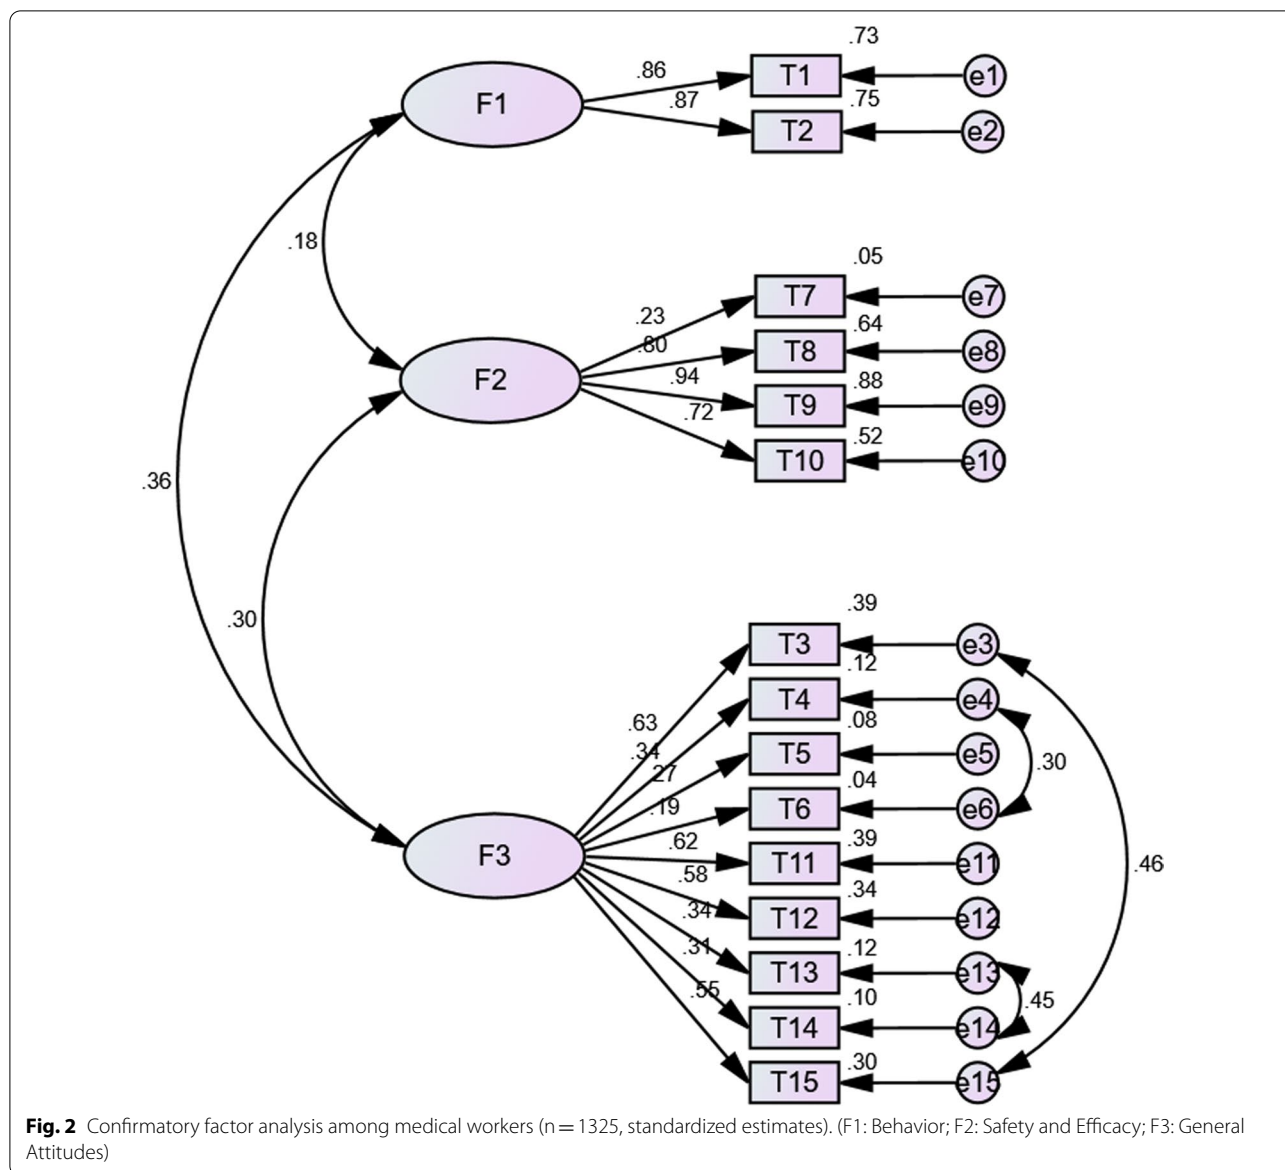 .73
.86 T1 e1
F1
.87 .75
T2 e2
.18
.05
T7 e7
.23 .64
.80 T8 e8
F2 .94 .88
T9 e9
.72 .52
T10 e10
.36
.30
.39
T3 e3
.12
T4 e4
.63 .08
.34 T5 e5 .30
.27 .04
.19 T6 e6
.62 .39
F3 T11 e11 .46
.58 .34
.34 T12 e12
.31 .12
T13 e13
.55 .10 .45
T14 e14
.30
T15 e15
Fig. 2 Confirmatory factor analysis among medical workers (n = 1325, standardized estimates). (F1: Behavior; F2: Safety and Efficacy; F3: General
Attitudes)